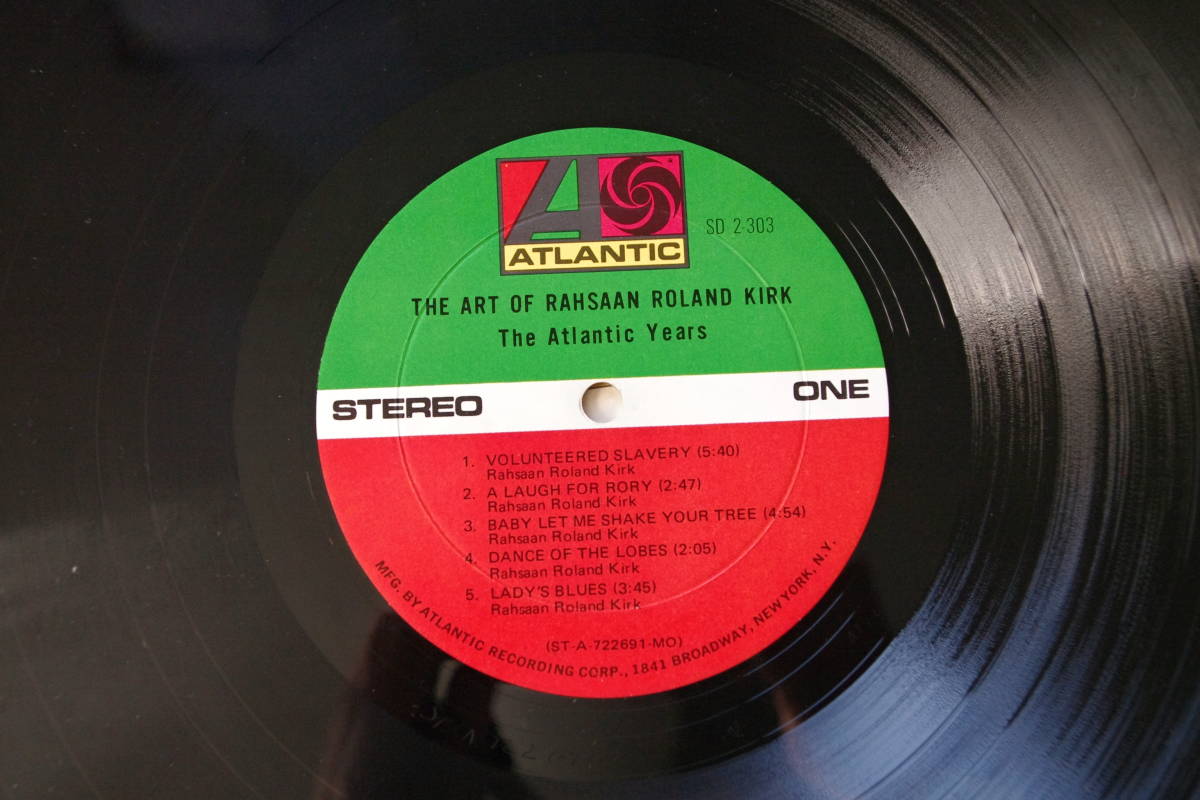 ATLANTIC
SD 2-303
THE ART OF RAHSAAN ROLAND KIRK
The Atlantic Years
STEREO
ONE
1. VOLUNTEERED SLAVERY (5:40)
Rahsaan Roland Kirk
2. A LAUGH FOR RORY (2:47)
Rahsaan Roland Kirk
3. BABY LET ME SHAKE YOUR TREE (4:54)
Rahsaan Roland Kirk
4. DANCE OF THE LOBES (2:05)
Rahsaan Roland Kirk
5. LADY'S BLUES (3:45)
Rahsaan Roland Kirk
(ST-A-722691-MO)
MFG. BY ATLANTIC RECORDING CORP., 1841 BROADWAY, NEW YORK, N.Y.